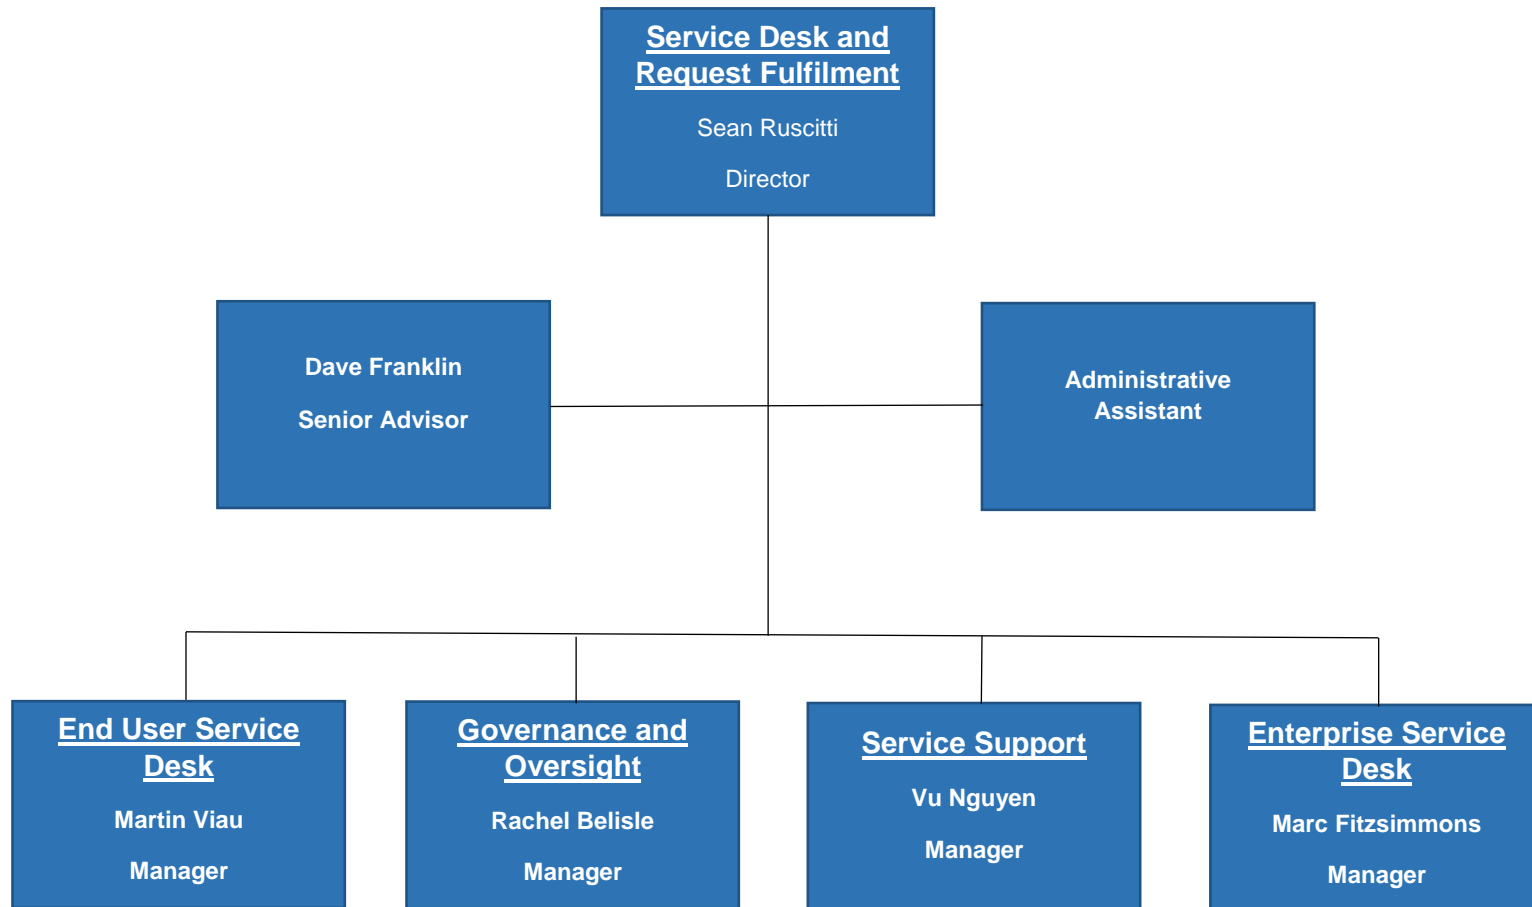 Service Desk and
Request Fulfilment
Sean Ruscitti
Director
Dave Franklin
Senior Advisor
Administrative
Assistant
End User Service
Desk
Martin Viau
Manager
Governance and
Oversight
Rachel Belisle
Manager
Service Support
Vu Nguyen
Manager
Enterprise Service
Desk
Marc Fitzsimmons
Manager